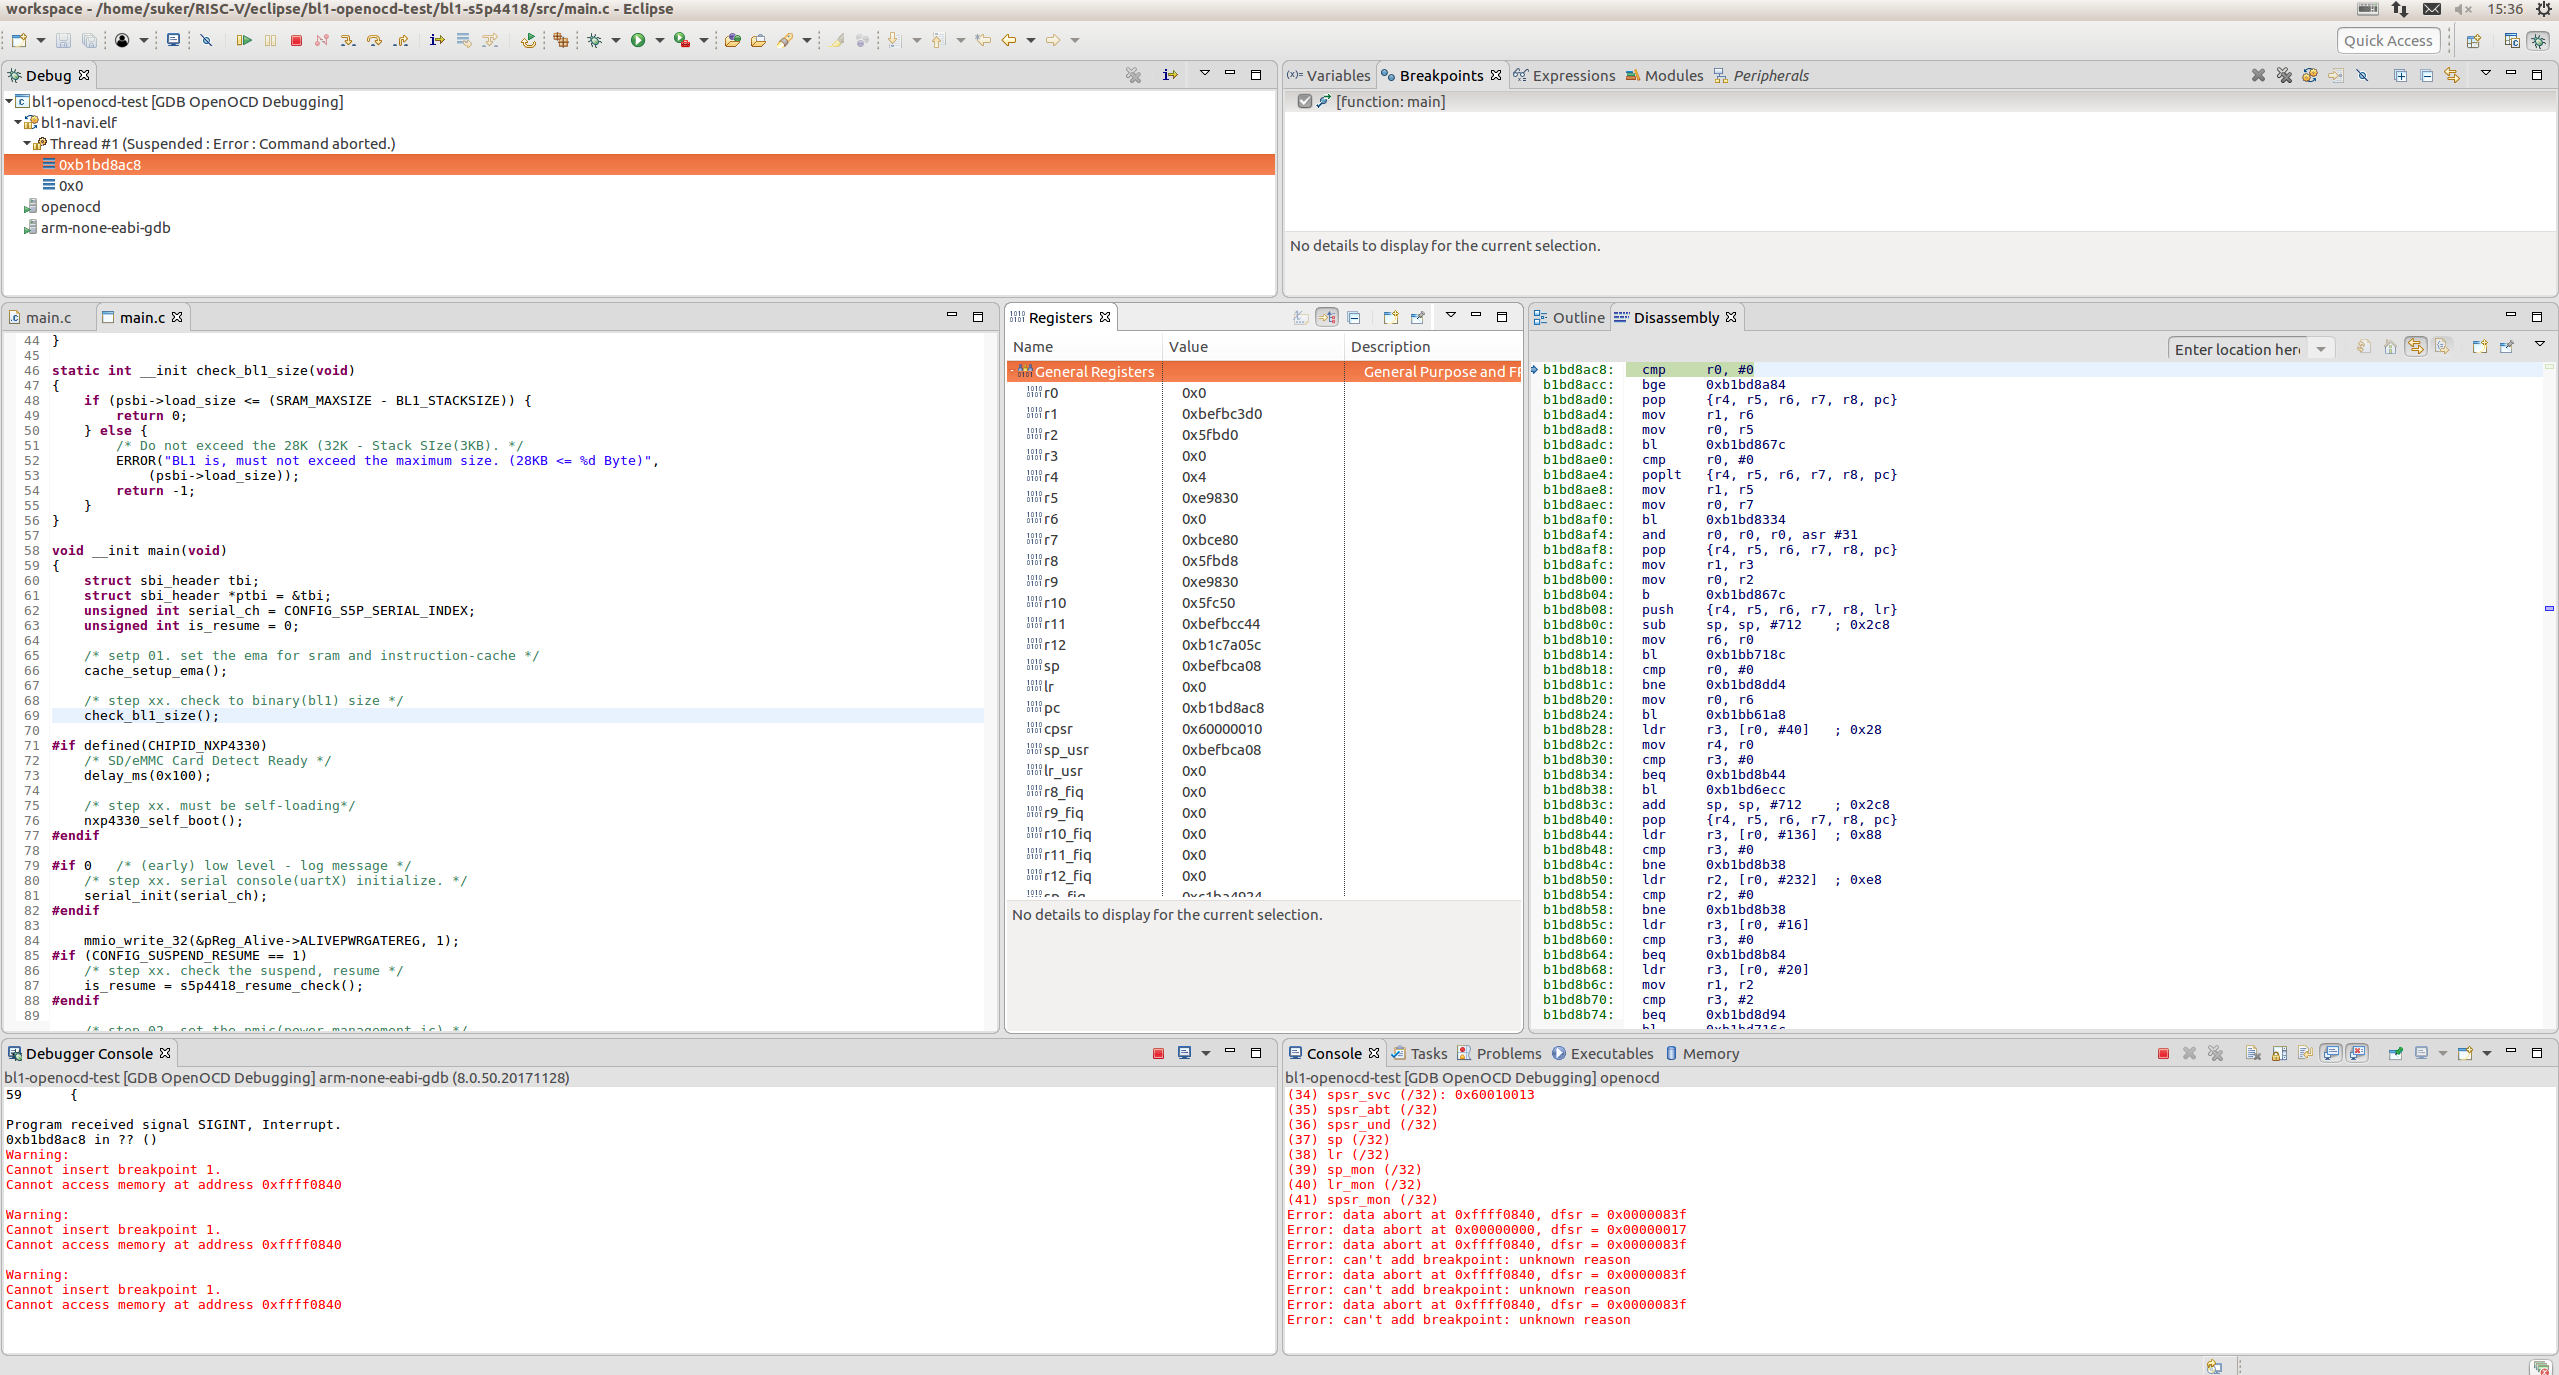 workspace - /home/suker/RISC-V/eclipse/bl1-openocd-test/bl1-s5p4418/src/main.c - Eclipse
15:36
Quick Access
Debug
bl1-openocd-test [GDB OpenOCD Debugging]
bl1-navi.elf
Thread #1 (Suspended : Error : Command aborted.)
0xb1bd8ac8
0x0
openocd
arm-none-eabi-gdb
(x)= Variables
Breakpoints
Expressions
Modules
Peripherals
[function: main]
No details to display for the current selection.
main.c
main.c
44 }
45
46 static int __init check_bl1_size(void)
47 {
48 if (psbi->load_size <= (SRAM_MAXSIZE - BL1_STACKSIZE)) {
49 return 0;
50 } else {
51 /* Do not exceed the 28K (32K - Stack SIze(3KB). */
52 ERROR("BL1 is, must not exceed the maximum size. (28KB <= %d Byte)",
53 (psbi->load_size));
54 return -1;
55 }
56 }
57
58 void __init main(void)
59 {
60 struct sbi_header tbi;
61 struct sbi_header *ptbi = &tbi;
62 unsigned int serial_ch = CONFIG_S5P_SERIAL_INDEX;
63 unsigned int is_resume = 0;
64
65 /* setp 01. set the ema for sram and instruction-cache */
66 cache_setup_ema();
67
68 /* step xx. check to binary(bl1) size */
69 check_bl1_size();
70
71 #if defined(CHIPID_NXP4330)
72 /* SD/eMMC Card Detect Ready */
73 delay_ms(0x100);
74
75 /* step xx. must be self-loading*/
76 nxp4330_self_boot();
77 #endif
78
79 #if 0 /* (early) low level - log message */
80 /* step xx. serial console(uartX) initialize. */
81 serial_init(serial_ch);
82 #endif
83
84 mmio_write_32(&pReg_Alive->ALIVEPWRGATEREG, 1);
85 #if (CONFIG_SUSPEND_RESUME == 1)
86 /* step xx. check the suspend, resume */
87 is_resume = s5p4418_resume_check();
88 #endif
89
/* step 02. set the pmic(power management ic) */
Registers
Name Value Description
General Registers General Purpose and FP
r0 0x0
r1 0xbefbc3d0
r2 0x5fbd0
r3 0x0
r4 0x4
r5 0xe9830
r6 0x0
r7 0xbce80
r8 0x5fbd8
r9 0xe9830
r10 0x5fc50
r11 0xbefbcc44
r12 0xb1c7a05c
sp 0xbefbca08
lr 0x0
pc 0xb1bd8ac8
cpsr 0x60000010
sp_usr 0xbefbca08
lr_usr 0x0
r8_fiq 0x0
r9_fiq 0x0
r10_fiq 0x0
r11_fiq 0x0
r12_fiq 0x0
sp_fiq 0xc1ba4924
No details to display for the current selection.
Outline
Disassembly
Enter location here
b1bd8ac8: cmp r0, #0
b1bd8acc: bge 0xb1bd8a84
b1bd8ad0: pop {r4, r5, r6, r7, r8, pc}
b1bd8ad4: mov r1, r6
b1bd8ad8: mov r0, r5
b1bd8adc: bl 0xb1bd867c
b1bd8ae0: cmp r0, #0
b1bd8ae4: poplt {r4, r5, r6, r7, r8, pc}
b1bd8ae8: mov r1, r5
b1bd8aec: mov r0, r7
b1bd8af0: bl 0xb1bd8334
b1bd8af4: and r0, r0, r0, asr #31
b1bd8af8: pop {r4, r5, r6, r7, r8, pc}
b1bd8afc: mov r1, r3
b1bd8b00: mov r0, r2
b1bd8b04: b 0xb1bd867c
b1bd8b08: push {r4, r5, r6, r7, r8, lr}
b1bd8b0c: sub sp, sp, #712 ; 0x2c8
b1bd8b10: mov r6, r0
b1bd8b14: bl 0xb1bb718c
b1bd8b18: cmp r0, #0
b1bd8b1c: bne 0xb1bd8dd4
b1bd8b20: mov r0, r6
b1bd8b24: bl 0xb1bb61a8
b1bd8b28: ldr r3, [r0, #40] ; 0x28
b1bd8b2c: mov r4, r0
b1bd8b30: cmp r3, #0
b1bd8b34: beq 0xb1bd8b44
b1bd8b38: bl 0xb1bd6ecc
b1bd8b3c: add sp, sp, #712 ; 0x2c8
b1bd8b40: pop {r4, r5, r6, r7, r8, pc}
b1bd8b44: ldr r3, [r0, #136] ; 0x88
b1bd8b48: cmp r3, #0
b1bd8b4c: bne 0xb1bd8b38
b1bd8b50: ldr r2, [r0, #232] ; 0xe8
b1bd8b54: cmp r2, #0
b1bd8b58: bne 0xb1bd8b38
b1bd8b5c: ldr r3, [r0, #16]
b1bd8b60: cmp r3, #0
b1bd8b64: beq 0xb1bd8b84
b1bd8b68: ldr r3, [r0, #20]
b1bd8b6c: mov r1, r2
b1bd8b70: cmp r3, #2
b1bd8b74: beq 0xb1bd8d94
bl 0xb1bd716c
Debugger Console
bl1-openocd-test [GDB OpenOCD Debugging] arm-none-eabi-gdb (8.0.50.20171128)
59 {
Program received signal SIGINT, Interrupt.
0xb1bd8ac8 in ?? ()
Warning:
Cannot insert breakpoint 1.
Cannot access memory at address 0xffff0840
Warning:
Cannot insert breakpoint 1.
Cannot access memory at address 0xffff0840
Warning:
Cannot insert breakpoint 1.
Cannot access memory at address 0xffff0840
Console
Tasks
Problems
Executables
Memory
bl1-openocd-test [GDB OpenOCD Debugging] openocd
(34) spsr_svc (/32): 0x60010013
(35) spsr_abt (/32)
(36) spsr_und (/32)
(37) sp (/32)
(38) lr (/32)
(39) sp_mon (/32)
(40) lr_mon (/32)
(41) spsr_mon (/32)
Error: data abort at 0xffff0840, dfsr = 0x0000083f
Error: data abort at 0x00000000, dfsr = 0x00000017
Error: data abort at 0xffff0840, dfsr = 0x0000083f
Error: can't add breakpoint: unknown reason
Error: data abort at 0xffff0840, dfsr = 0x0000083f
Error: can't add breakpoint: unknown reason
Error: data abort at 0xffff0840, dfsr = 0x0000083f
Error: can't add breakpoint: unknown reason